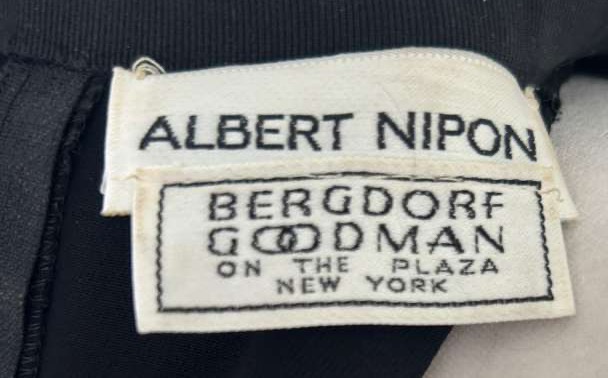 ALBERT NIPON
BERGDORF
GOODMAN
ON THE PLAZA
NEW YORK